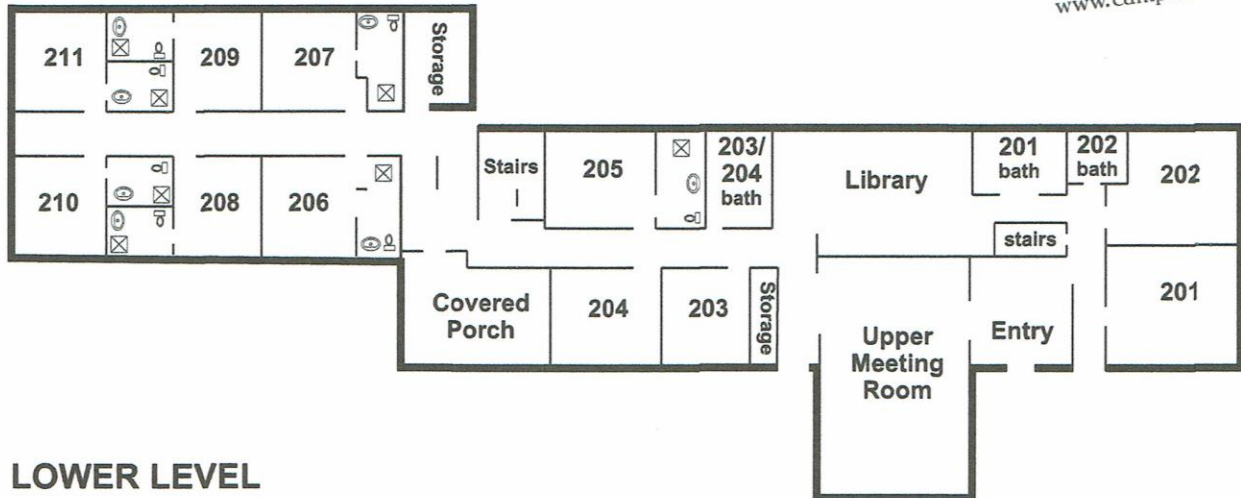 211
209
207
Storage
210
208
206
Stairs
205
203/
204
bath
Library
201
bath
202
bath
202
stairs
201
Covered
Porch
204
203
Storage
Upper
Meeting
Room
Entry
LOWER LEVEL